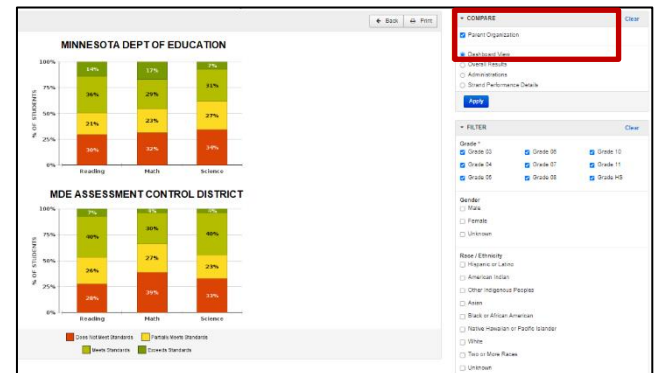 ← Back Print
MINNESOTA DEPT OF EDUCATION
100%
75%
50%
25%
0%
% OF STUDENTS
14% 17% 7%
36% 29% 31%
21% 23% 27%
30% 32% 34%
Reading Math Science
MDE ASSESSMENT CONTROL DISTRICT
100%
75%
50%
25%
0%
% OF STUDENTS
7%
40% 30% 40%
26% 27% 23%
28% 39% 33%
Reading Math Science
Does Not Meet Standards Partially Meets Standards
Meets Standards Exceeds Standards
COMPARE Clear
Parent Organization
Dashboard View
Overall Results
Administrations
Strand Performance Details
Apply
FILTER Clear
Grade *
Grade 03 Grade 06 Grade 10
Grade 04 Grade 07 Grade 11
Grade 05 Grade 08 Grade HS
Gender
Male
Female
Unknown
Race / Ethnicity
Hispanic or Latino
American Indian
Other Indigenous Peoples
Asian
Black or African American
Native Hawaiian or Pacific Islander
White
Two or More Races
Unknown